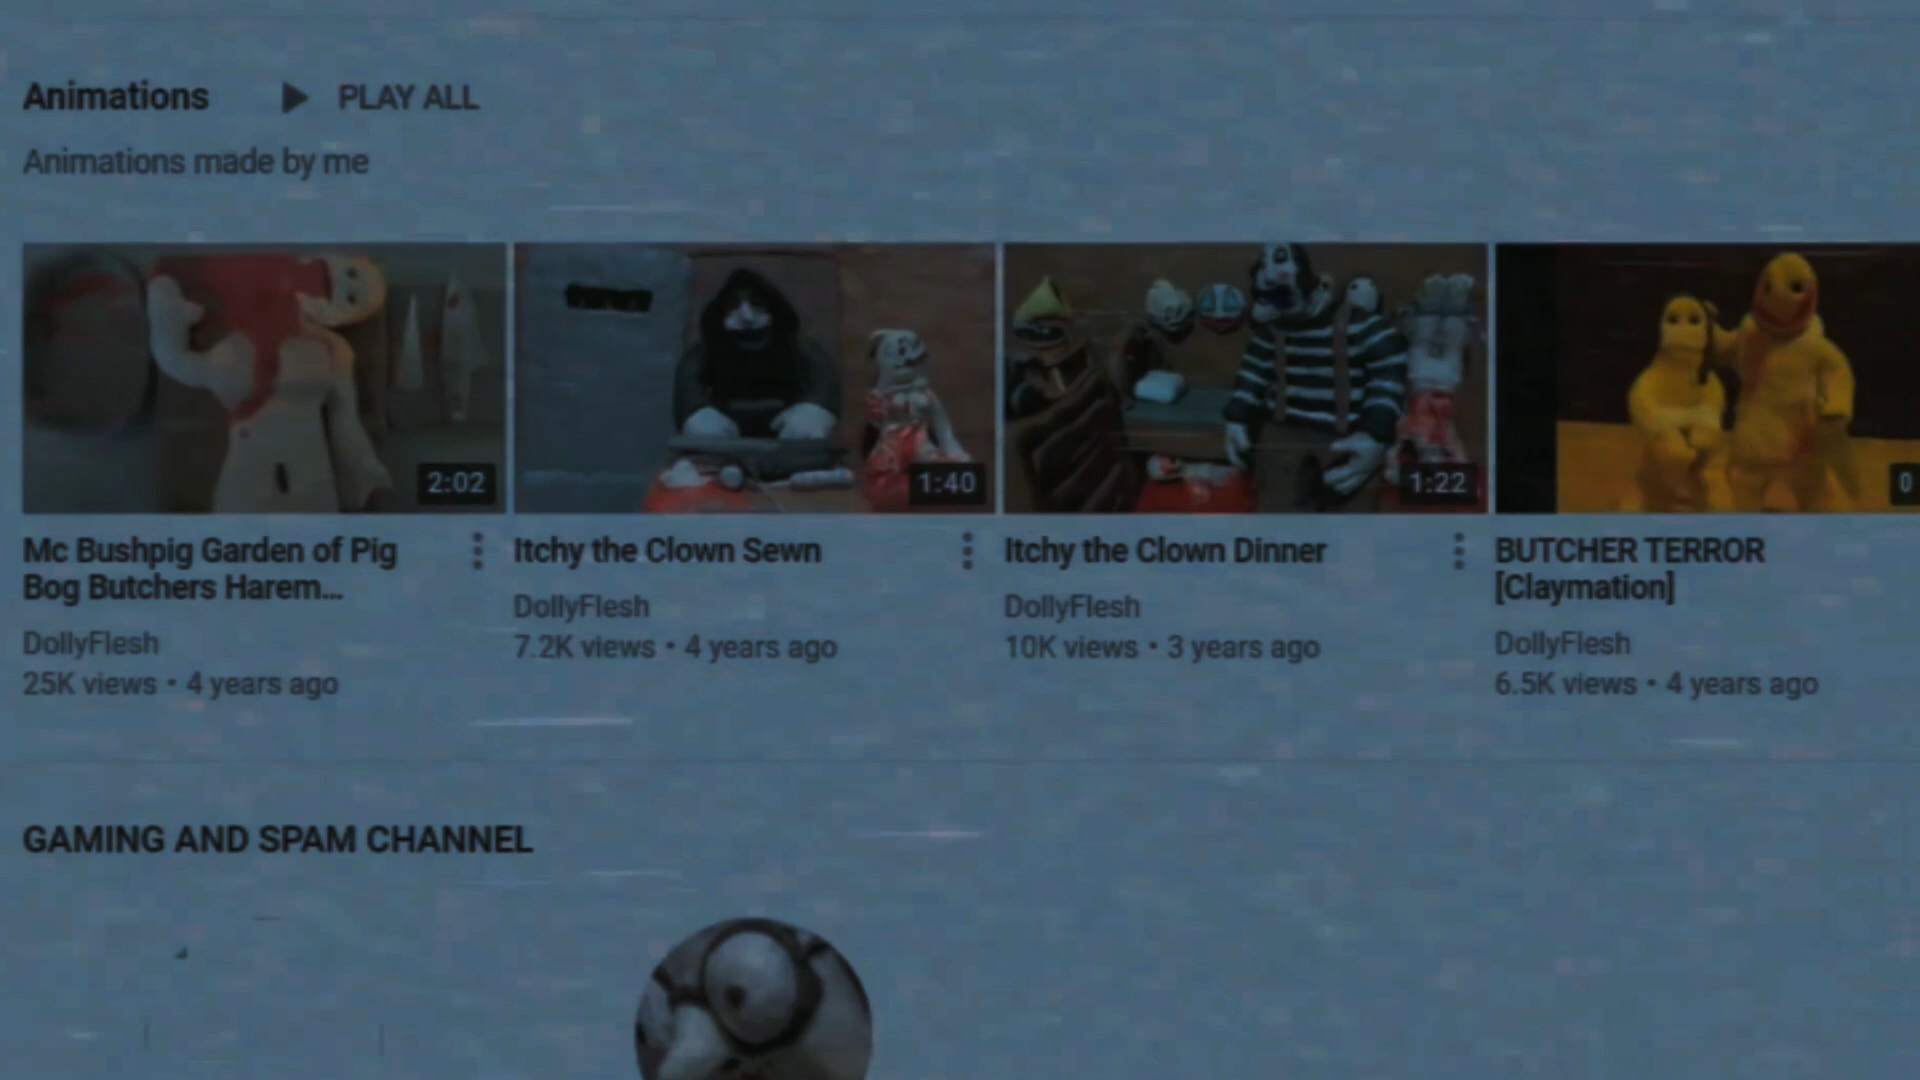 Animations
PLAY ALL
Animations made by me
2:02
1:40
1:22
0
Mc Bushpig Garden of Pig
Bog Butchers Harem...
DollyFlesh
25K views • 4 years ago
Itchy the Clown Sewn
DollyFlesh
7.2K views • 4 years ago
Itchy the Clown Dinner
DollyFlesh
10K views • 3 years ago
BUTCHER TERROR
[Claymation]
DollyFlesh
6.5K views • 4 years ago
GAMING AND SPAM CHANNEL